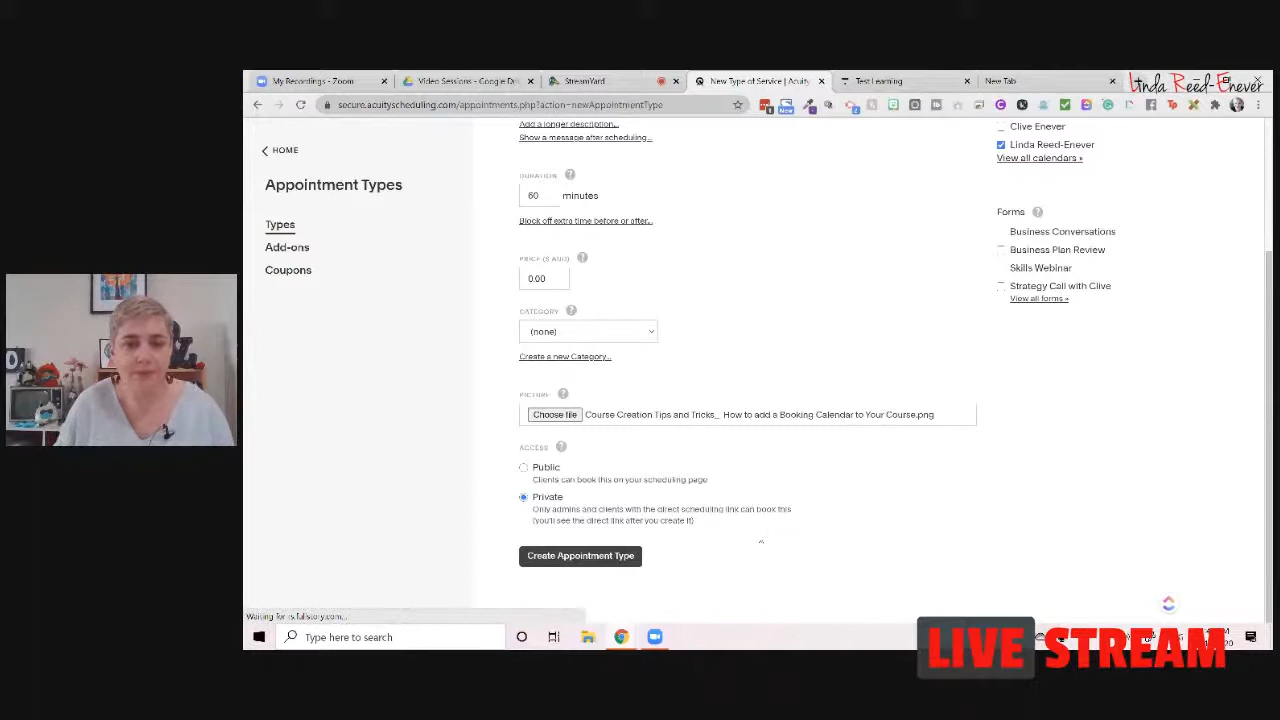 My Recordings - Zoom
Video Sessions - Google Dri
StreamYard
New Type of Service | Acuity
Test Learning
New Tab
Linda Reed-Enever
secure.acuityscheduling.com/appointments.php?action=newAppointmentType
HOME
Appointment Types
Types
Add-ons
Coupons
Add a longer description...
Show a message after scheduling...
DURATION
60 minutes
Block off extra time before or after...
PRICE ($ AUD)
0.00
CATEGORY
(none)
Create a new Category...
PICTURE
Choose file Course Creation Tips and Tricks_ How to add a Booking Calendar to Your Course.png
ACCESS
Public
Clients can book this on your scheduling page
Private
Only admins and clients with the direct scheduling link can book this
(you'll see the direct link after you create it)
Create Appointment Type
Clive Enever
Linda Reed-Enever
View all calendars »
Forms
Business Conversations
Business Plan Review
Skills Webinar
Strategy Call with Clive
View all forms »
Waiting for rs.fullstory.com...
Type here to search
LIVE STREAM